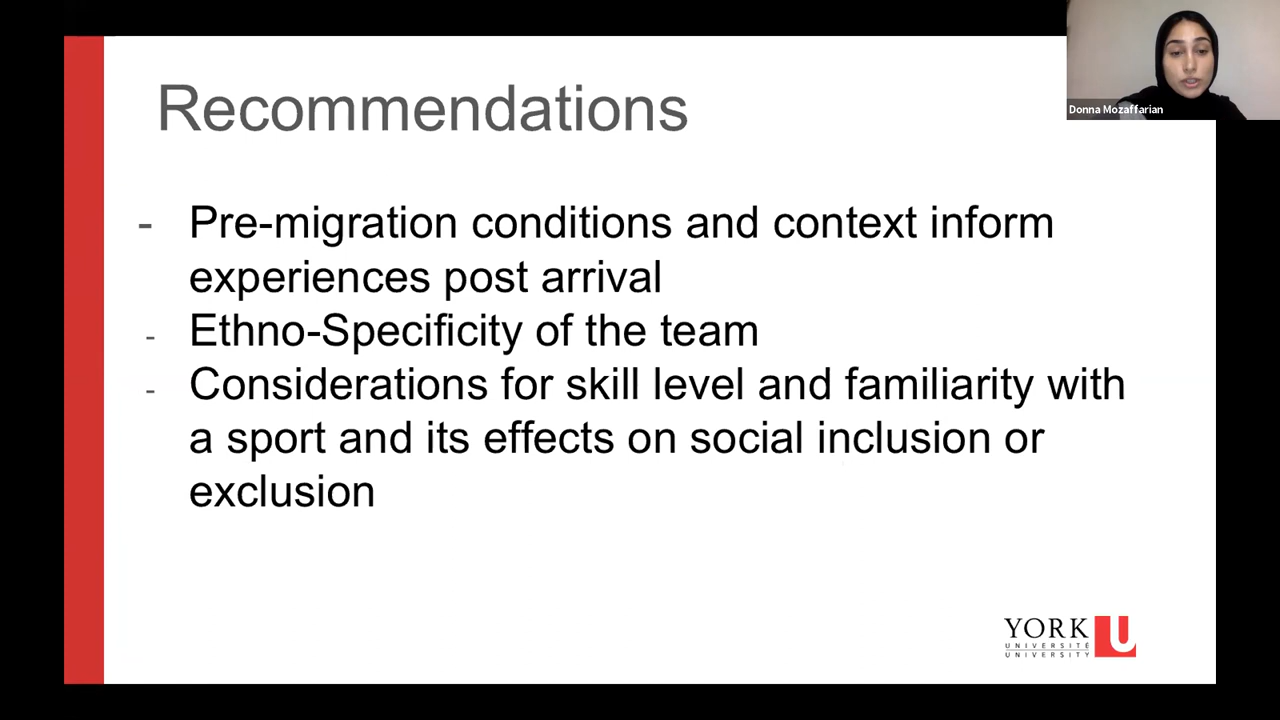 Recommendations
Donna Mozaffarian
- Pre-migration conditions and context inform
experiences post arrival
- Ethno-Specificity of the team
- Considerations for skill level and familiarity with
a sport and its effects on social inclusion or
exclusion
YORK U
UNIVERSITÉ
UNIVERSITY